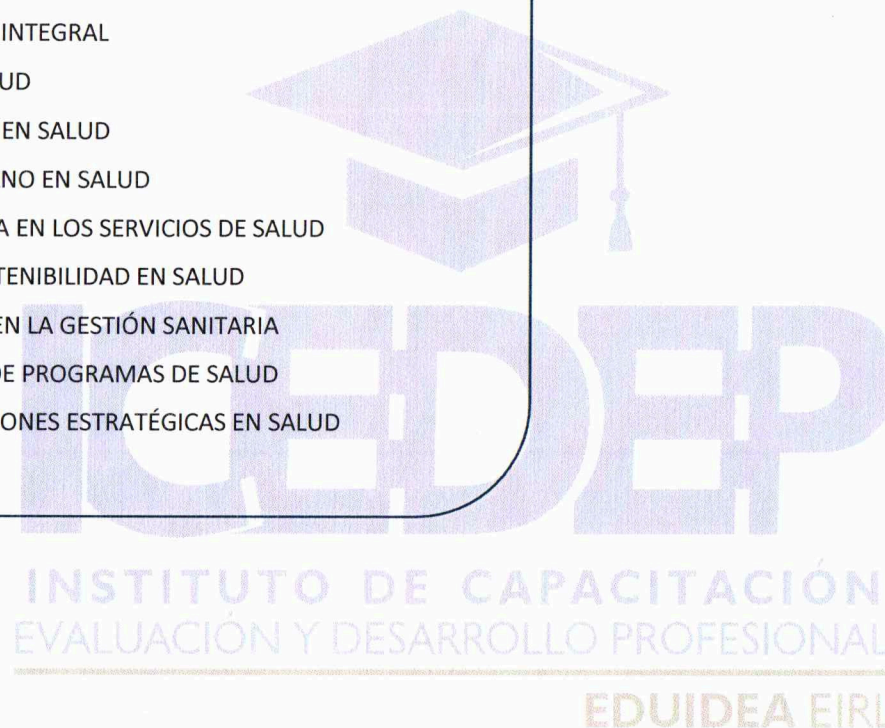 INTEGRAL
UD
EN SALUD
NO EN SALUD
A EN LOS SERVICIOS DE SALUD
TENIBILIDAD EN SALUD
EN LA GESTIÓN SANITARIA
DE PROGRAMAS DE SALUD
ONES ESTRATÉGICAS EN SALUD
ICEDEP
INSTITUTO DE CAPACITACIÓN
EVALUACIÓN Y DESARROLLO PROFESIONAL
EDUIDEA EIRL